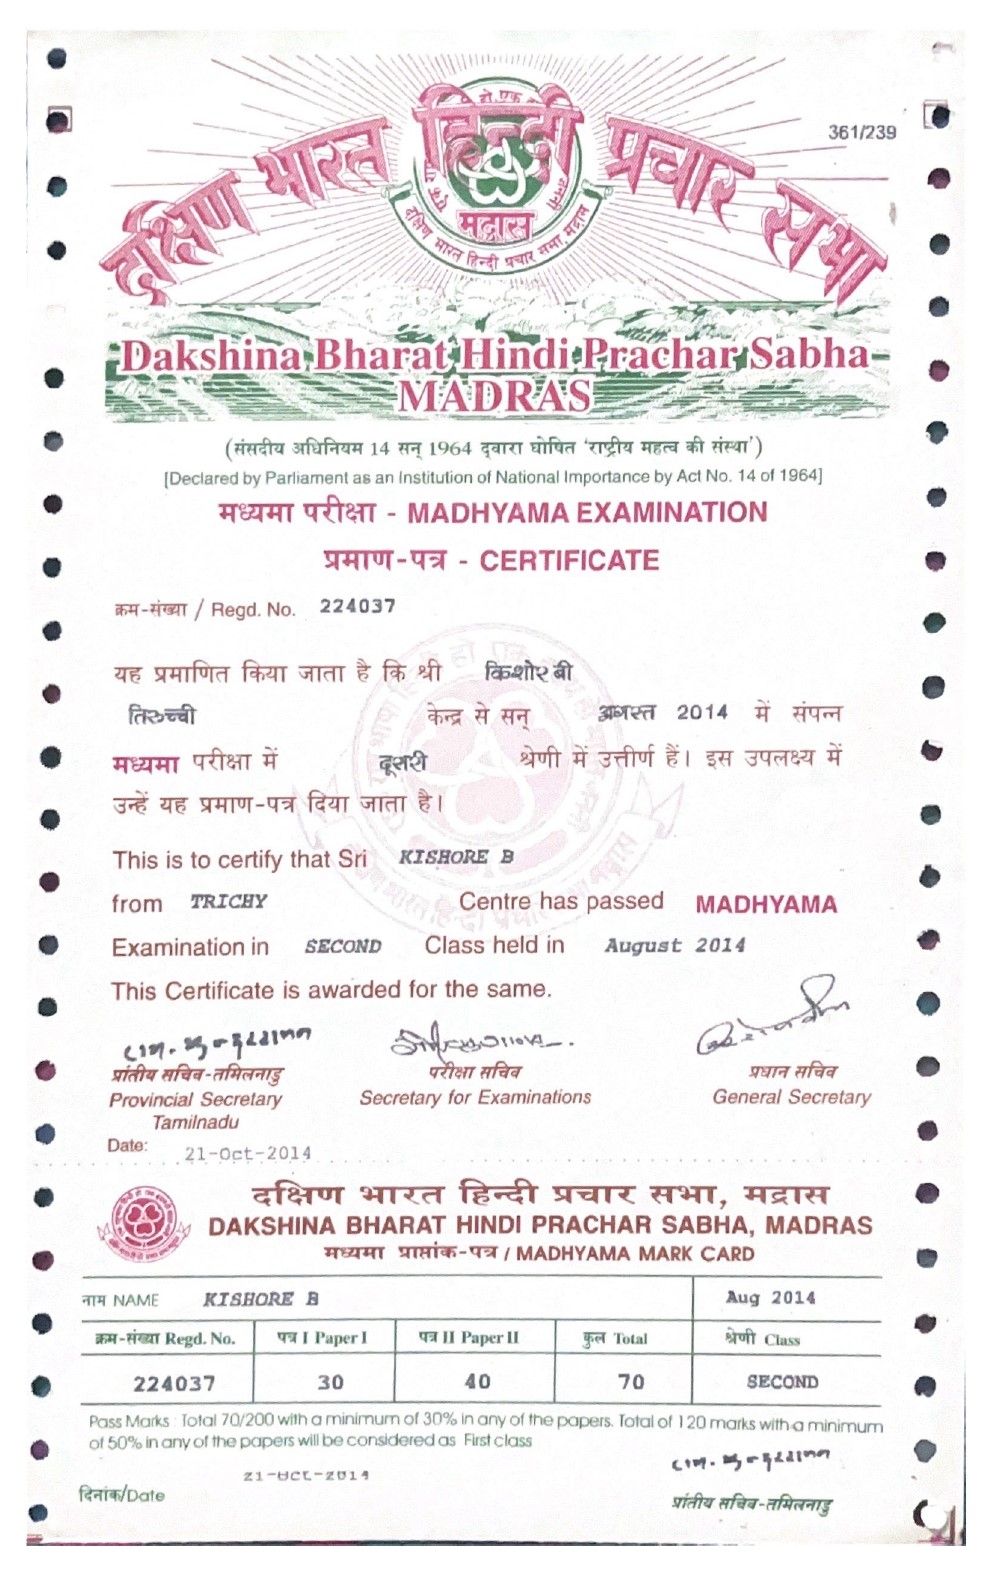 दक्षिण भारत हिन्दी प्रचार सभा
361/239
मद्रास
दक्षिण भारत हिन्दी प्रचार सभा, मद्रास
Dakshina Bharat Hindi Prachar Sabha
MADRAS
(संसदीय अधिनियम 14 सन् 1964 द्वारा घोषित 'राष्ट्रीय महत्व की संस्था')
[Declared by Parliament as an Institution of National Importance by Act No. 14 of 1964]
मध्यमा परीक्षा - MADHYAMA EXAMINATION
प्रमाण-पत्र - CERTIFICATE
क्रम-संख्या / Regd. No. 224037
यह प्रमाणित किया जाता है कि श्री किशोर बी
तिरुच्ची केन्द्र से सन् अगस्त 2014 में संपन्न
मध्यमा परीक्षा में दूसरी श्रेणी में उत्तीर्ण हैं। इस उपलक्ष्य में
उन्हें यह प्रमाण-पत्र दिया जाता है।
This is to certify that Sri KISHORE B
from TRICHY Centre has passed MADHYAMA
Examination in SECOND Class held in August 2014
This Certificate is awarded for the same.
प्रांतीय सचिव-तमिलनाडु परीक्षा सचिव प्रधान सचिव
Provincial Secretary Secretary for Examinations General Secretary
Tamilnadu
Date: 21-Oct-2014
दक्षिण भारत हिन्दी प्रचार सभा, मद्रास
DAKSHINA BHARAT HINDI PRACHAR SABHA, MADRAS
मध्यमा प्राप्तांक-पत्र / MADHYAMA MARK CARD
नाम NAME KISHORE B Aug 2014
क्रम-संख्या Regd. No. पत्र I Paper I पत्र II Paper II कुल Total श्रेणी Class
224037 30 40 70 SECOND
Pass Marks : Total 70/200 with a minimum of 30% in any of the papers. Total of 120 marks with a minimum
of 50% in any of the papers will be considered as First class
21-Oct-2014
दिनांक/Date
प्रांतीय सचिव-तमिलनाडु